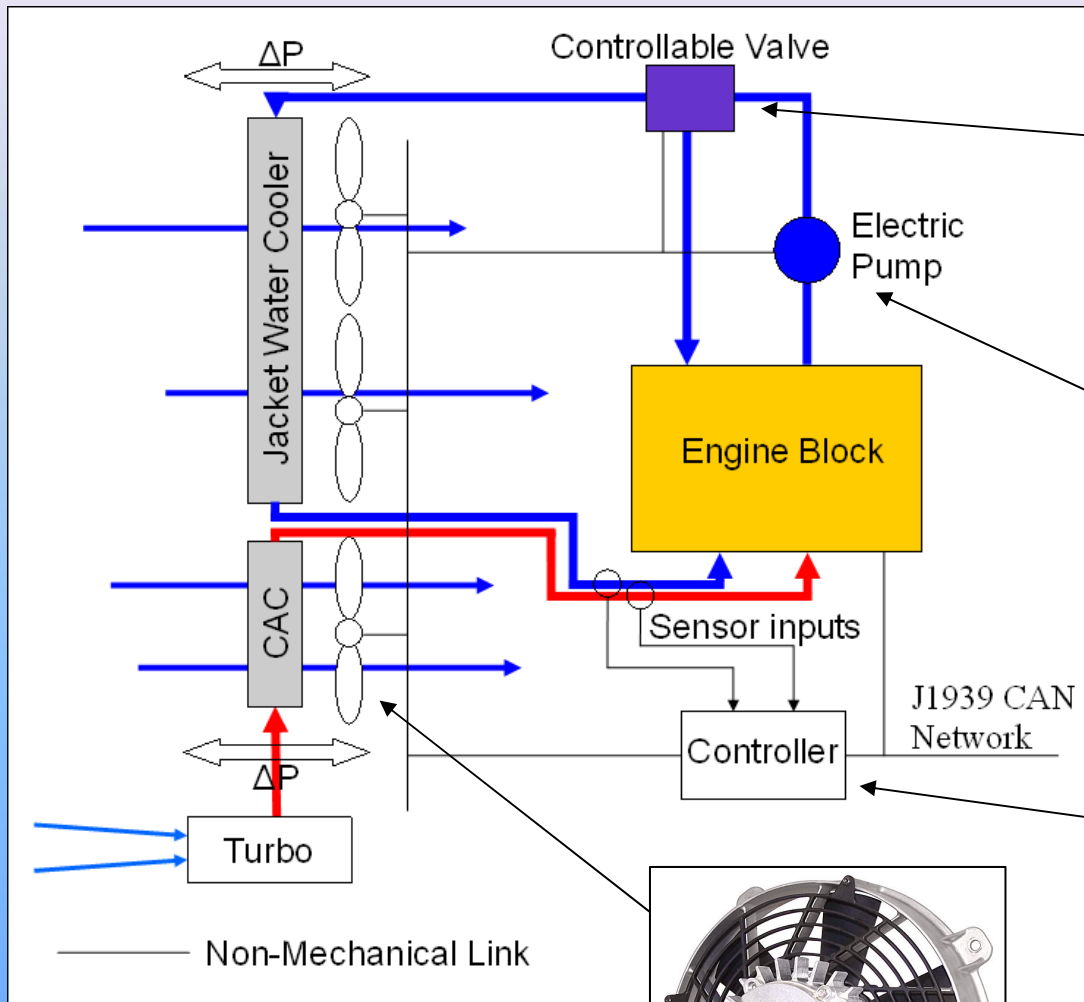 ΔP
Controllable Valve
Jacket Water Cooler
Electric
Pump
Engine Block
CAC
Sensor inputs
J1939 CAN
Network
Controller
ΔP
Turbo
Non-Mechanical Link